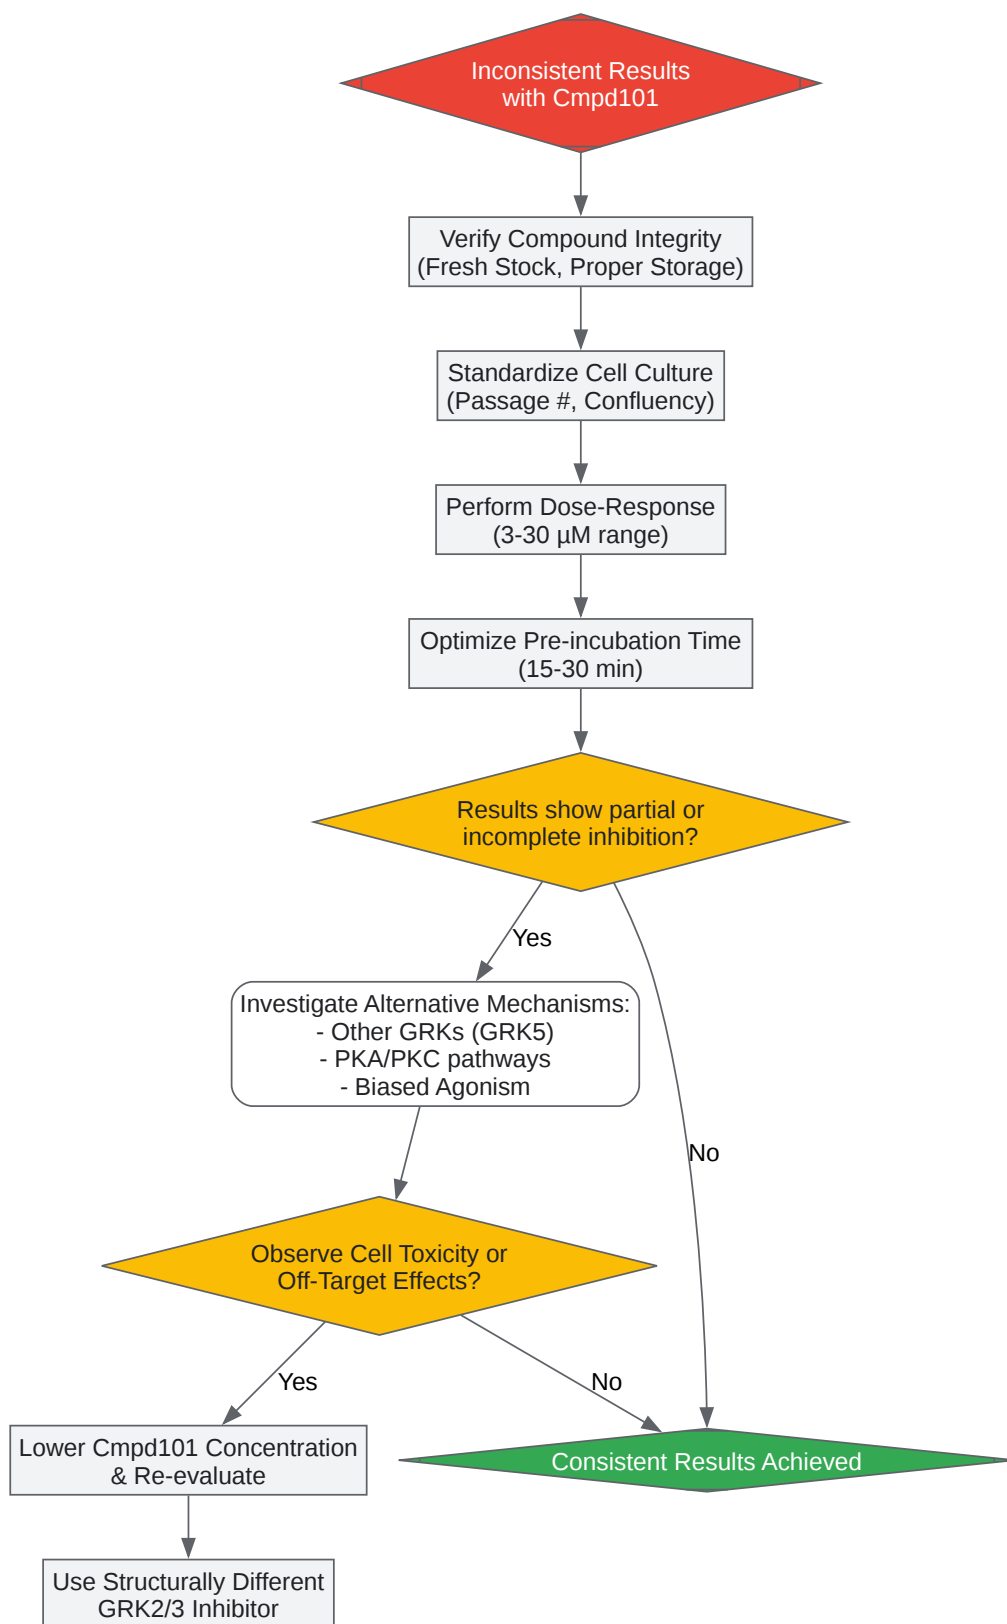 Inconsistent Results
with Cmpd101
Verify Compound Integrity
(Fresh Stock, Proper Storage)
Standardize Cell Culture
(Passage #, Confluency)
Perform Dose-Response
(3-30 µM range)
Optimize Pre-incubation Time
(15-30 min)
Results show partial or
incomplete inhibition?
Yes
Investigate Alternative Mechanisms:
- Other GRKs (GRK5)
- PKA/PKC pathways
- Biased Agonism
No
Observe Cell Toxicity or
Off-Target Effects?
Yes
No
Lower Cmpd101 Concentration
& Re-evaluate
Consistent Results Achieved
Use Structurally Different
GRK2/3 Inhibitor